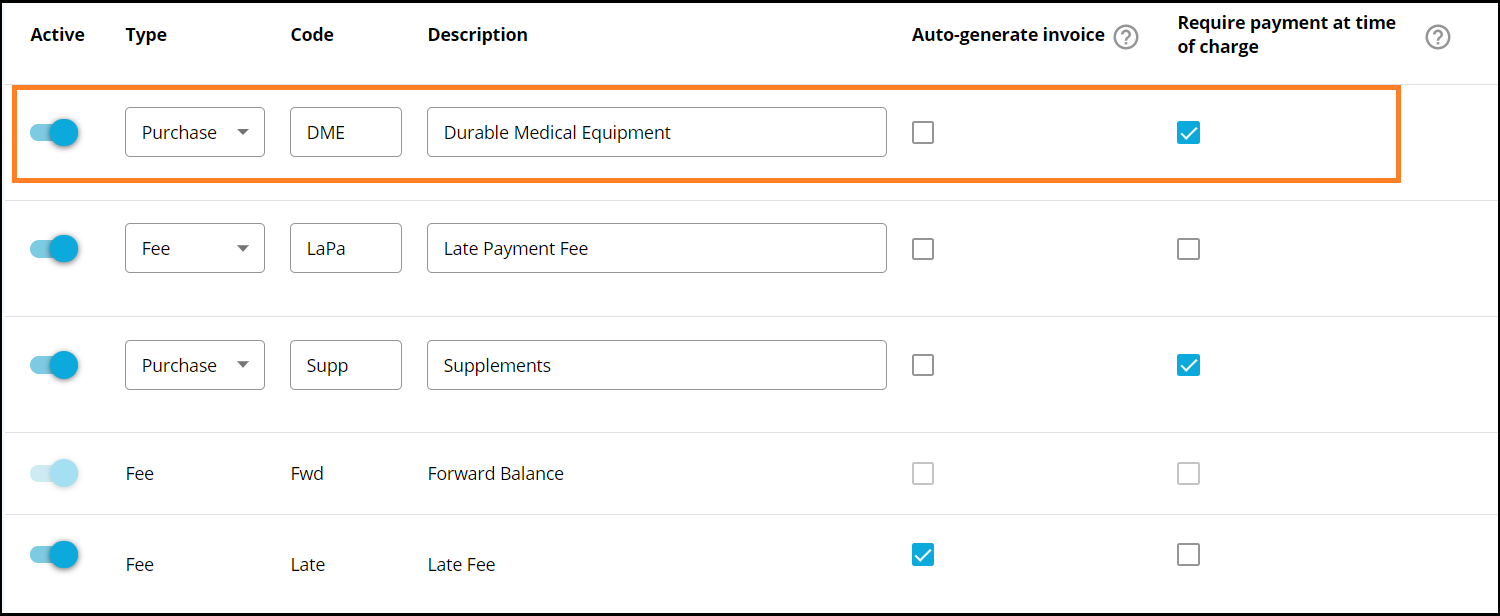 Active Type Code Description Auto-generate invoice ? Require payment at time of charge ?
Purchase DME Durable Medical Equipment
Fee LaPa Late Payment Fee
Purchase Supp Supplements
Fee Fwd Forward Balance
Fee Late Late Fee